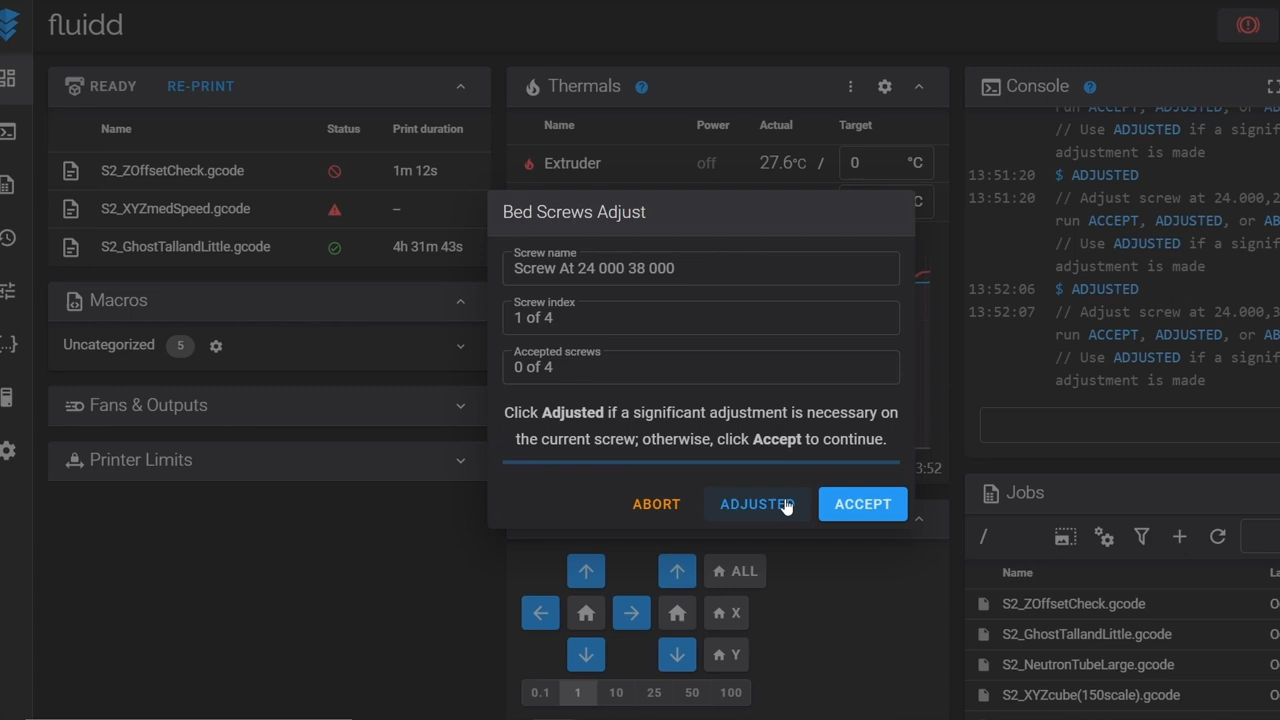 fluidd
READY RE-PRINT
Name Status Print duration
S2_ZOffsetCheck.gcode 1m 12s
S2_XYZmedSpeed.gcode –
S2_GhostTallandLittle.gcode 4h 31m 43s
Macros
Uncategorized 5
Fans & Outputs
Printer Limits
Thermals
Name Power Actual Target
Extruder off 27.6°C / 0 °C
C
Bed Screws Adjust
Screw name
Screw At 24 000 38 000
Screw index
1 of 4
Accepted screws
0 of 4
Click Adjusted if a significant adjustment is necessary on
the current screw; otherwise, click Accept to continue.
ABORT ADJUSTED ACCEPT
3:52
ALL
X
Y
0.1 1 10 25 50 100
Console
run ACCEPT, ADJUSTED, or AB
// Use ADJUSTED if a signif
adjustment is made
13:51:20 $ ADJUSTED
13:51:20 // Adjust screw at 24.000,2
run ACCEPT, ADJUSTED, or AB
// Use ADJUSTED if a signif
adjustment is made
13:52:06 $ ADJUSTED
13:52:07 // Adjust screw at 24.000,3
run ACCEPT, ADJUSTED, or AB
// Use ADJUSTED if a signif
adjustment is made
Jobs
/
Name La
S2_ZOffsetCheck.gcode O
S2_GhostTallandLittle.gcode O
S2_NeutronTubeLarge.gcode O
S2_XYZcube(150scale).gcode O